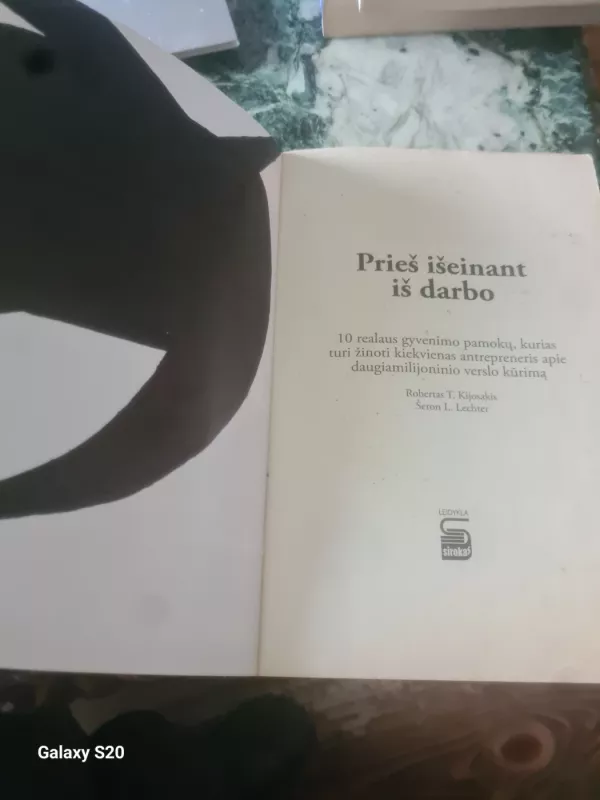 Prieš išeinant
iš darbo
10 realaus gyvenimo pamokų, kurias
turi žinoti kiekvienas antrepreneris apie
daugiamilijoninio verslo kūrimą
Robertas T. Kijosakis
Šeron L. Lechter
LEIDYKLA
sirokas
Galaxy S20